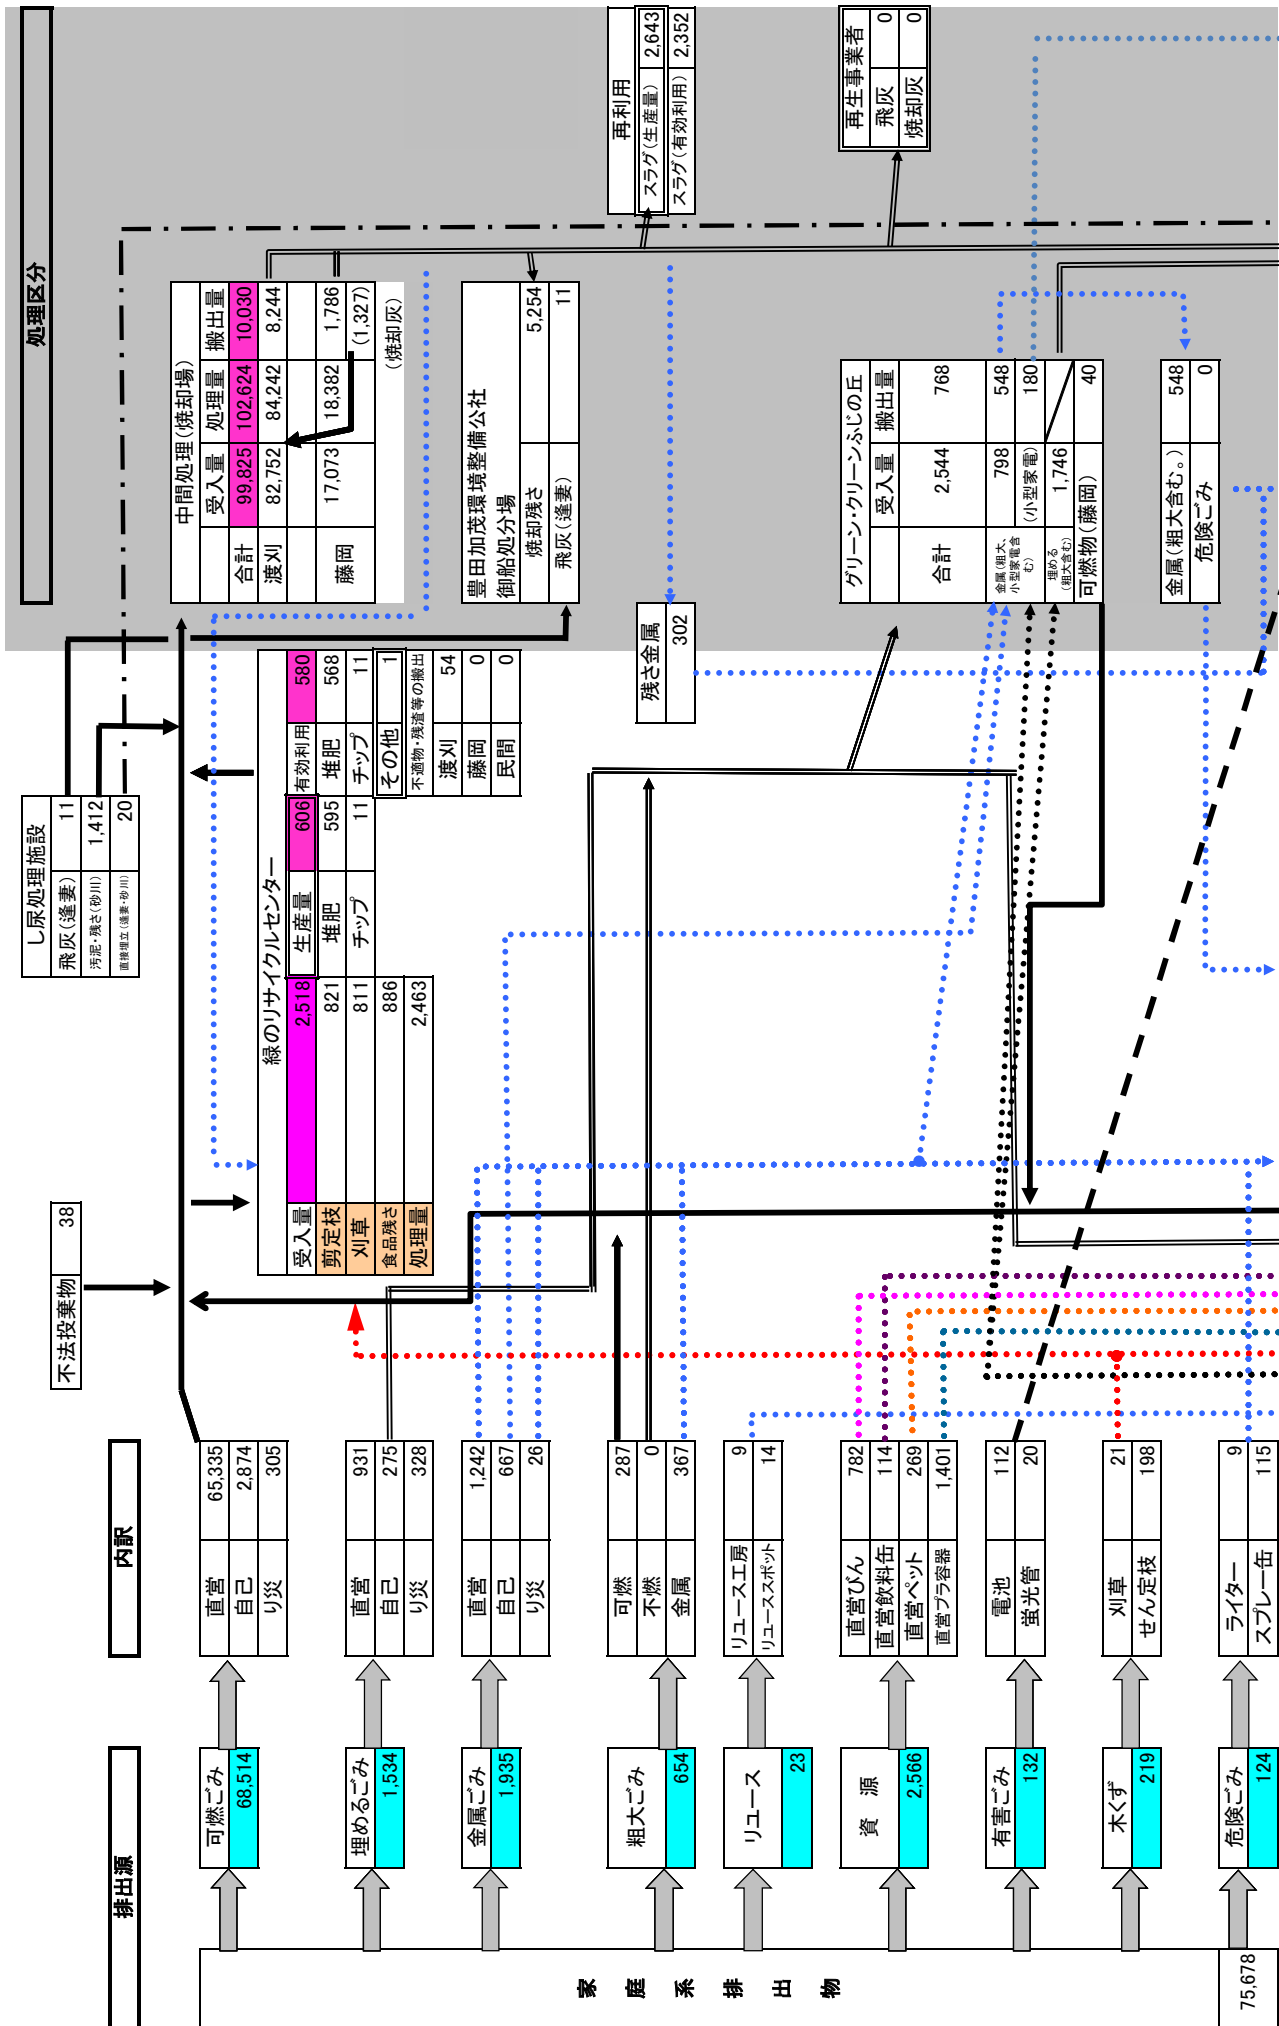 排出源
内訳
処理区分
不法投棄物 38
し尿処理施設
飛灰(逢妻) 11
汚泥・残さ(砂川) 1,412
直接埋立(逢妻・砂川) 20
家庭系排出物
75,678
可燃ごみ
68,514
直営 65,335
自己 2,874
り災 305
埋めるごみ
1,534
直営 931
自己 275
り災 328
金属ごみ
1,935
直営 1,242
自己 667
り災 26
粗大ごみ
654
可燃 287
不燃 0
金属 367
リュース
23
リュース工房 9
リューススポット 14
資 源
2,566
直営びん 782
直営飲料缶 114
直営ペット 269
直営プラ容器 1,401
有害ごみ
132
電池 112
蛍光管 20
木くず
219
刈草 21
せん定枝 198
危険ごみ
124
ライター 9
スプレー缶 115
緑のリサイクルセンター
受入量 2,518 生産量 606 有効利用 580
剪定枝 821 堆肥 595 堆肥 568
刈草 811 チップ 11 チップ 11
食品残さ 886 その他 1
処理量 2,463 不適物・残渣等の搬出
渡刈 54
藤岡 0
民間 0
中間処理(焼却場)
受入量 処理量 搬出量
合計 99,825 102,624 10,030
渡刈 82,752 84,242 8,244
藤岡 17,073 18,382 1,786
(1,327)
(焼却灰)
豊田加茂環境整備公社
御船処分場
焼却残さ 5,254
飛灰(逢妻) 11
残さ金属
302
再利用
スラグ(生産量) 2,643
スラグ(有効利用) 2,352
再生事業者
飛灰 0
焼却灰 0
グリーン・クリーンふじの丘
受入量 搬出量
合計 2,544 768
金属(粗大、
小型家電含
む) 798 548
(小型家電) 180
埋める
(粗大含む) 1,746
可燃物(藤岡) 40
金属(粗大含む。) 548
危険ごみ 0